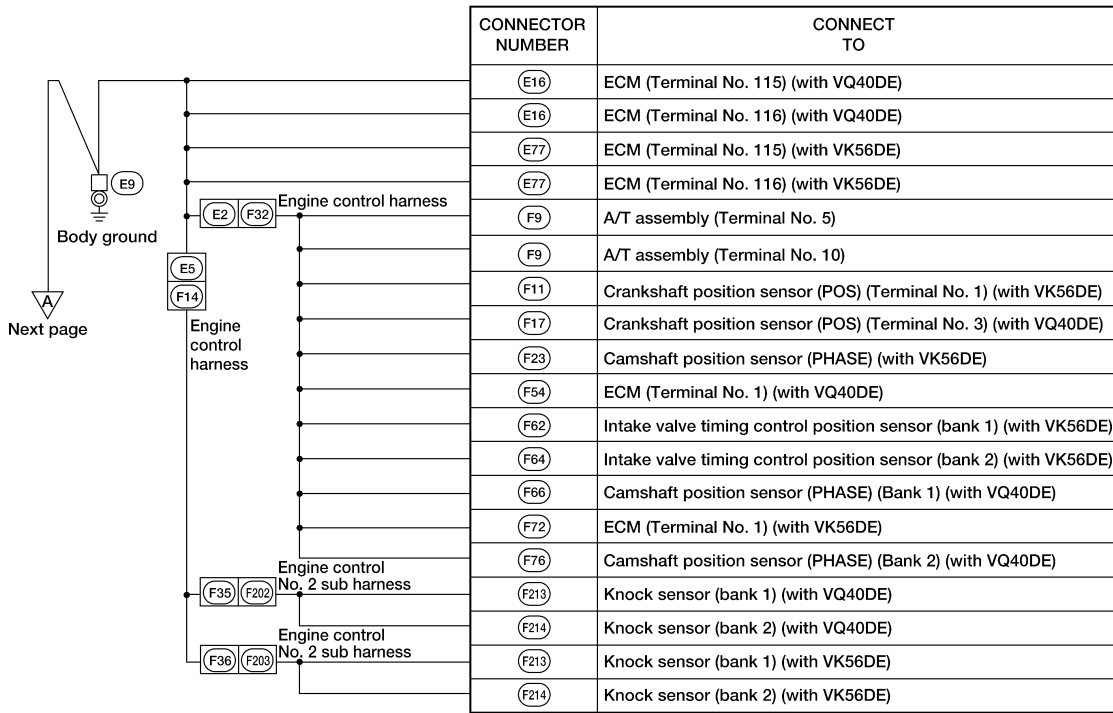 CONNECTOR NUMBER
CONNECT TO
E16 ECM (Terminal No. 115) (with VQ40DE)
E16 ECM (Terminal No. 116) (with VQ40DE)
E77 ECM (Terminal No. 115) (with VK56DE)
E9
E77 ECM (Terminal No. 116) (with VK56DE)
Body ground
E2 F32 Engine control harness
F9 A/T assembly (Terminal No. 5)
F9 A/T assembly (Terminal No. 10)
E5
F14
A
Next page
Engine
control
harness
F11 Crankshaft position sensor (POS) (Terminal No. 1) (with VK56DE)
F17 Crankshaft position sensor (POS) (Terminal No. 3) (with VQ40DE)
F23 Camshaft position sensor (PHASE) (with VK56DE)
F54 ECM (Terminal No. 1) (with VQ40DE)
F62 Intake valve timing control position sensor (bank 1) (with VK56DE)
F64 Intake valve timing control position sensor (bank 2) (with VK56DE)
F66 Camshaft position sensor (PHASE) (Bank 1) (with VQ40DE)
F72 ECM (Terminal No. 1) (with VK56DE)
F76 Camshaft position sensor (PHASE) (Bank 2) (with VQ40DE)
Engine control
No. 2 sub harness
F35 F202
F213 Knock sensor (bank 1) (with VQ40DE)
F214 Knock sensor (bank 2) (with VQ40DE)
Engine control
No. 2 sub harness
F36 F203
F213 Knock sensor (bank 1) (with VK56DE)
F214 Knock sensor (bank 2) (with VK56DE)